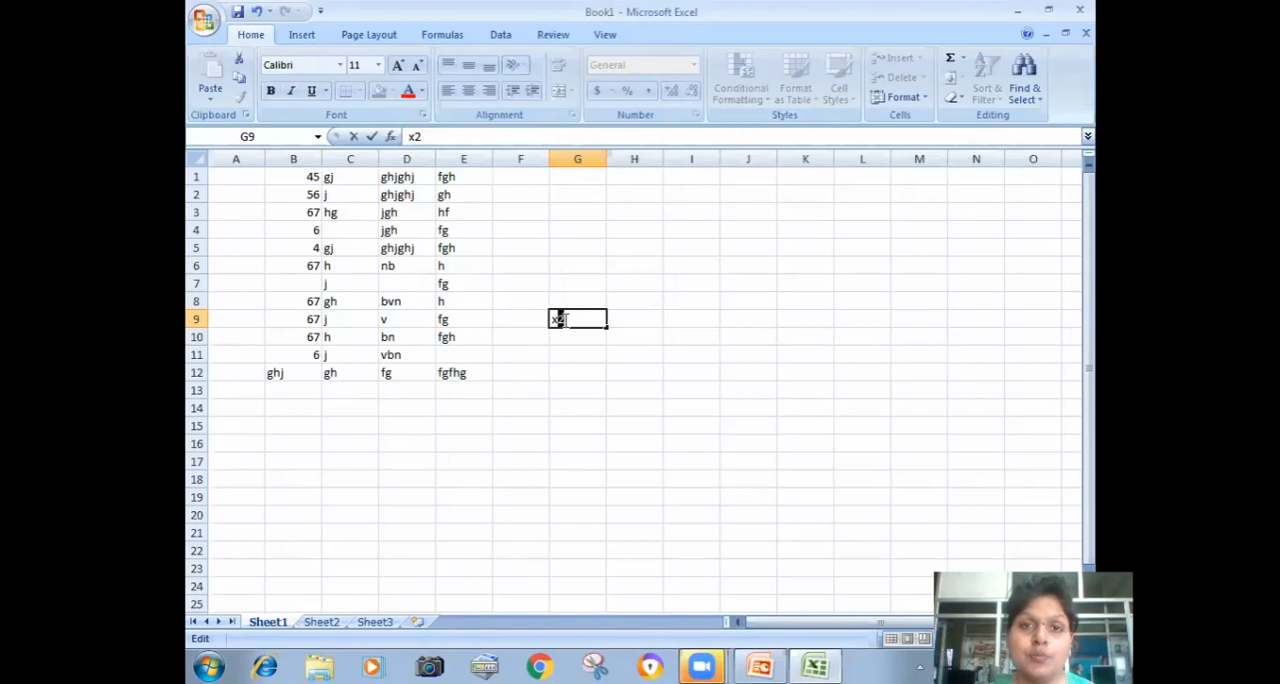 Book1 - Microsoft Excel
Home Insert Page Layout Formulas Data Review View
Calibri 11 A A General Insert Σ
Paste B I U A $ % , Conditional Formatting Format as Table Cell Styles Delete Format Sort & Filter Find & Select
Clipboard Font Alignment Number Styles Cells Editing
G9 fx x2
A B C D E F G H I J K L M N O
1 45 gj ghjghj fgh
2 56 j ghjghj gh
3 67 hg jgh hf
4 6 jgh fg
5 4 gj ghjghj fgh
6 67 h nb h
7 j fg
8 67 gh bvn h
9 67 j v fg x2
10 67 h bn fgh
11 6 j vbn
12 ghj gh fg fgfhg
13
14
15
16
17
18
19
20
21
22
23
24
25
Sheet1 Sheet2 Sheet3
Edit